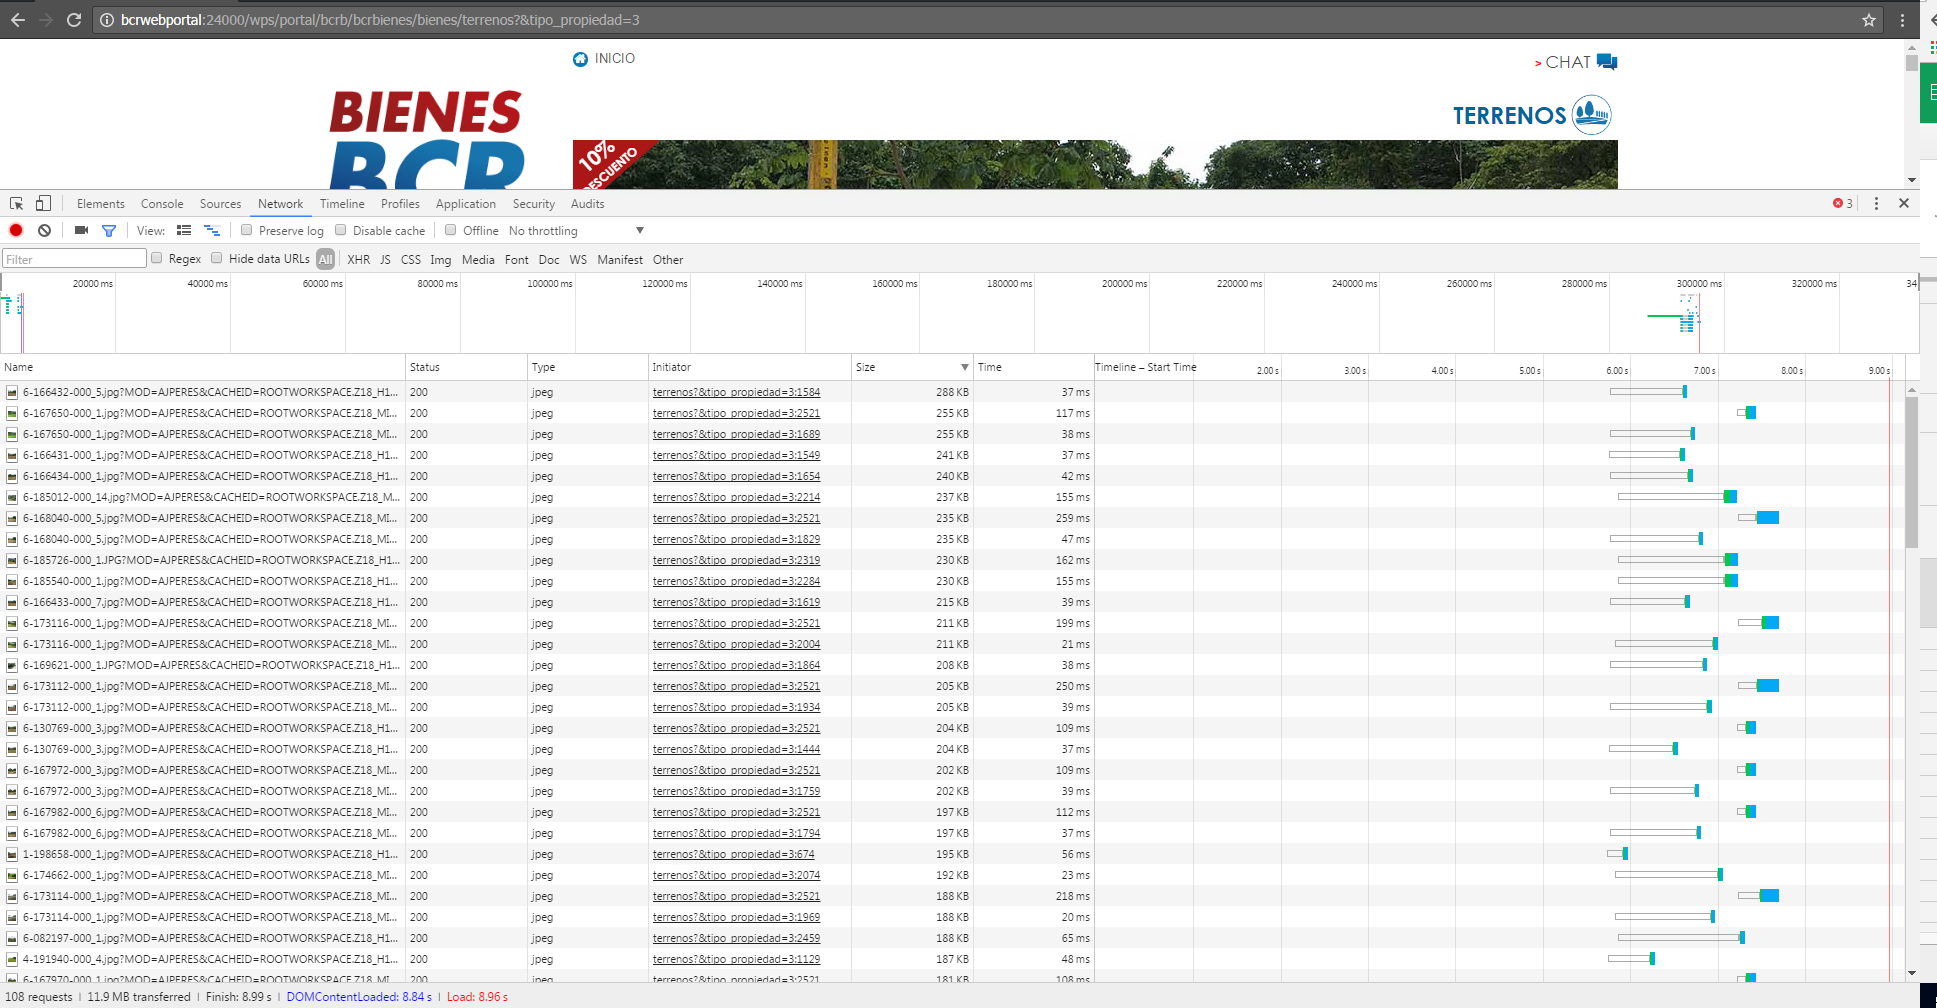 bcrwebportal:24000/wps/portal/bcrb/bcrbienes/bienes/terrenos?&tipo_propiedad=3
INICIO
> CHAT
BIENES
BCR
TERRENOS
10%
DESCUENTO
Elements Console Sources Network Timeline Profiles Application Security Audits 3
View: Preserve log Disable cache Offline No throttling
Filter Regex Hide data URLs All XHR JS CSS Img Media Font Doc WS Manifest Other
20000 ms 40000 ms 60000 ms 80000 ms 100000 ms 120000 ms 140000 ms 160000 ms 180000 ms 200000 ms 220000 ms 240000 ms 260000 ms 280000 ms 300000 ms 320000 ms 34
Name Status Type Initiator Size Time Timeline – Start Time 2.00 s 3.00 s 4.00 s 5.00 s 6.00 s 7.00 s 8.00 s 9.00 s
6-166432-000_5.jpg?MOD=AJPERES&CACHEID=ROOTWORKSPACE.Z18_H1... 200 jpeg terrenos?&tipo_propiedad=3:1584 288 KB 37 ms
6-167650-000_1.jpg?MOD=AJPERES&CACHEID=ROOTWORKSPACE.Z18_MI... 200 jpeg terrenos?&tipo_propiedad=3:2521 255 KB 117 ms
6-167650-000_1.jpg?MOD=AJPERES&CACHEID=ROOTWORKSPACE.Z18_MI... 200 jpeg terrenos?&tipo_propiedad=3:1689 255 KB 38 ms
6-166431-000_1.jpg?MOD=AJPERES&CACHEID=ROOTWORKSPACE.Z18_H1... 200 jpeg terrenos?&tipo_propiedad=3:1549 241 KB 37 ms
6-166434-000_1.jpg?MOD=AJPERES&CACHEID=ROOTWORKSPACE.Z18_H1... 200 jpeg terrenos?&tipo_propiedad=3:1654 240 KB 42 ms
6-185012-000_14.jpg?MOD=AJPERES&CACHEID=ROOTWORKSPACE.Z18_M... 200 jpeg terrenos?&tipo_propiedad=3:2214 237 KB 155 ms
6-168040-000_5.jpg?MOD=AJPERES&CACHEID=ROOTWORKSPACE.Z18_MI... 200 jpeg terrenos?&tipo_propiedad=3:2521 235 KB 259 ms
6-168040-000_5.jpg?MOD=AJPERES&CACHEID=ROOTWORKSPACE.Z18_MI... 200 jpeg terrenos?&tipo_propiedad=3:1829 235 KB 47 ms
6-185726-000_1.JPG?MOD=AJPERES&CACHEID=ROOTWORKSPACE.Z18_H1... 200 jpeg terrenos?&tipo_propiedad=3:2319 230 KB 162 ms
6-185540-000_1.jpg?MOD=AJPERES&CACHEID=ROOTWORKSPACE.Z18_H1... 200 jpeg terrenos?&tipo_propiedad=3:2284 230 KB 155 ms
6-166433-000_7.jpg?MOD=AJPERES&CACHEID=ROOTWORKSPACE.Z18_H1... 200 jpeg terrenos?&tipo_propiedad=3:1619 215 KB 39 ms
6-173116-000_1.jpg?MOD=AJPERES&CACHEID=ROOTWORKSPACE.Z18_MI... 200 jpeg terrenos?&tipo_propiedad=3:2521 211 KB 199 ms
6-173116-000_1.jpg?MOD=AJPERES&CACHEID=ROOTWORKSPACE.Z18_MI... 200 jpeg terrenos?&tipo_propiedad=3:2004 211 KB 21 ms
6-169621-000_1.JPG?MOD=AJPERES&CACHEID=ROOTWORKSPACE.Z18_H1... 200 jpeg terrenos?&tipo_propiedad=3:1864 208 KB 38 ms
6-173112-000_1.jpg?MOD=AJPERES&CACHEID=ROOTWORKSPACE.Z18_MI... 200 jpeg terrenos?&tipo_propiedad=3:2521 205 KB 250 ms
6-173112-000_1.jpg?MOD=AJPERES&CACHEID=ROOTWORKSPACE.Z18_MI... 200 jpeg terrenos?&tipo_propiedad=3:1934 205 KB 39 ms
6-130769-000_3.jpg?MOD=AJPERES&CACHEID=ROOTWORKSPACE.Z18_H1... 200 jpeg terrenos?&tipo_propiedad=3:2521 204 KB 109 ms
6-130769-000_3.jpg?MOD=AJPERES&CACHEID=ROOTWORKSPACE.Z18_H1... 200 jpeg terrenos?&tipo_propiedad=3:1444 204 KB 37 ms
6-167972-000_3.jpg?MOD=AJPERES&CACHEID=ROOTWORKSPACE.Z18_MI... 200 jpeg terrenos?&tipo_propiedad=3:2521 202 KB 109 ms
6-167972-000_3.jpg?MOD=AJPERES&CACHEID=ROOTWORKSPACE.Z18_MI... 200 jpeg terrenos?&tipo_propiedad=3:1759 202 KB 39 ms
6-167982-000_6.jpg?MOD=AJPERES&CACHEID=ROOTWORKSPACE.Z18_MI... 200 jpeg terrenos?&tipo_propiedad=3:2521 197 KB 112 ms
6-167982-000_6.jpg?MOD=AJPERES&CACHEID=ROOTWORKSPACE.Z18_MI... 200 jpeg terrenos?&tipo_propiedad=3:1794 197 KB 37 ms
1-198658-000_1.jpg?MOD=AJPERES&CACHEID=ROOTWORKSPACE.Z18_H1... 200 jpeg terrenos?&tipo_propiedad=3:674 195 KB 56 ms
6-174662-000_1.jpg?MOD=AJPERES&CACHEID=ROOTWORKSPACE.Z18_MI... 200 jpeg terrenos?&tipo_propiedad=3:2074 192 KB 23 ms
6-173114-000_1.jpg?MOD=AJPERES&CACHEID=ROOTWORKSPACE.Z18_MI... 200 jpeg terrenos?&tipo_propiedad=3:2521 188 KB 218 ms
6-173114-000_1.jpg?MOD=AJPERES&CACHEID=ROOTWORKSPACE.Z18_MI... 200 jpeg terrenos?&tipo_propiedad=3:1969 188 KB 20 ms
6-082197-000_1.jpg?MOD=AJPERES&CACHEID=ROOTWORKSPACE.Z18_H1... 200 jpeg terrenos?&tipo_propiedad=3:2459 188 KB 65 ms
4-191940-000_4.jpg?MOD=AJPERES&CACHEID=ROOTWORKSPACE.Z18_H1... 200 jpeg terrenos?&tipo_propiedad=3:1129 187 KB 48 ms
6-167970-000_1.jpg?MOD=AJPERES&CACHEID=ROOTWORKSPACE.Z18_MI... 200 jpeg terrenos?&tipo_propiedad=3:2521 181 KB 108 ms
108 requests | 11.9 MB transferred | Finish: 8.99 s | DOMContentLoaded: 8.84 s | Load: 8.96 s